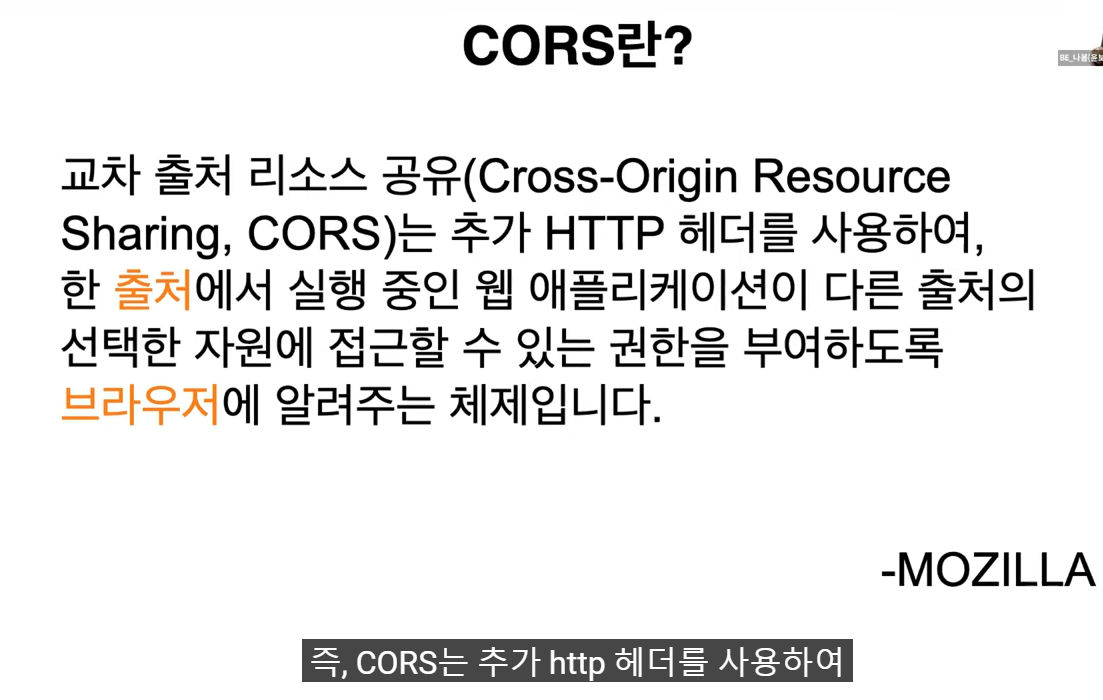 CORS란?
BE_나봄(윤보
교차 출처 리소스 공유(Cross-Origin Resource
Sharing, CORS)는 추가 HTTP 헤더를 사용하여,
한 출처에서 실행 중인 웹 애플리케이션이 다른 출처의
선택한 자원에 접근할 수 있는 권한을 부여하도록
브라우저에 알려주는 체제입니다.
-MOZILLA
즉, CORS는 추가 http 헤더를 사용하여